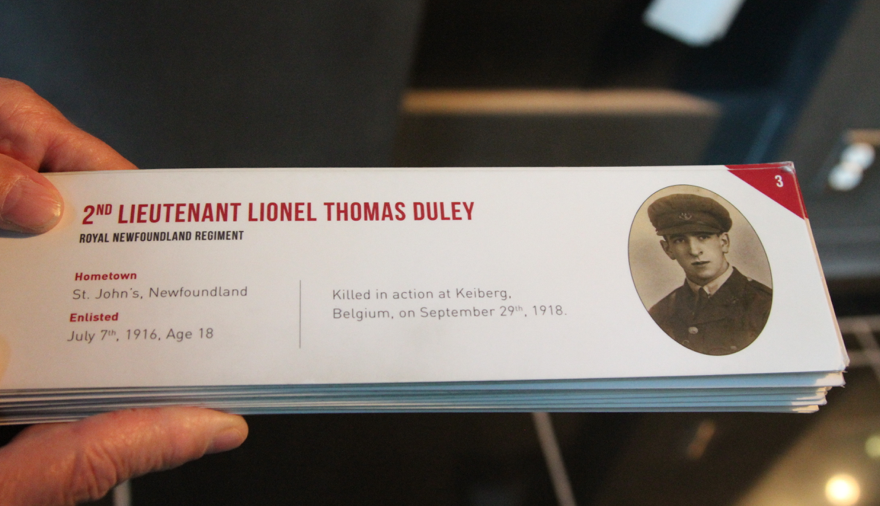 3
2ND LIEUTENANT LIONEL THOMAS DULEY
ROYAL NEWFOUNDLAND REGIMENT
Hometown
St. John's, Newfoundland
Enlisted
July 7th, 1916, Age 18
Killed in action at Keiberg,
Belgium, on September 29th, 1918.